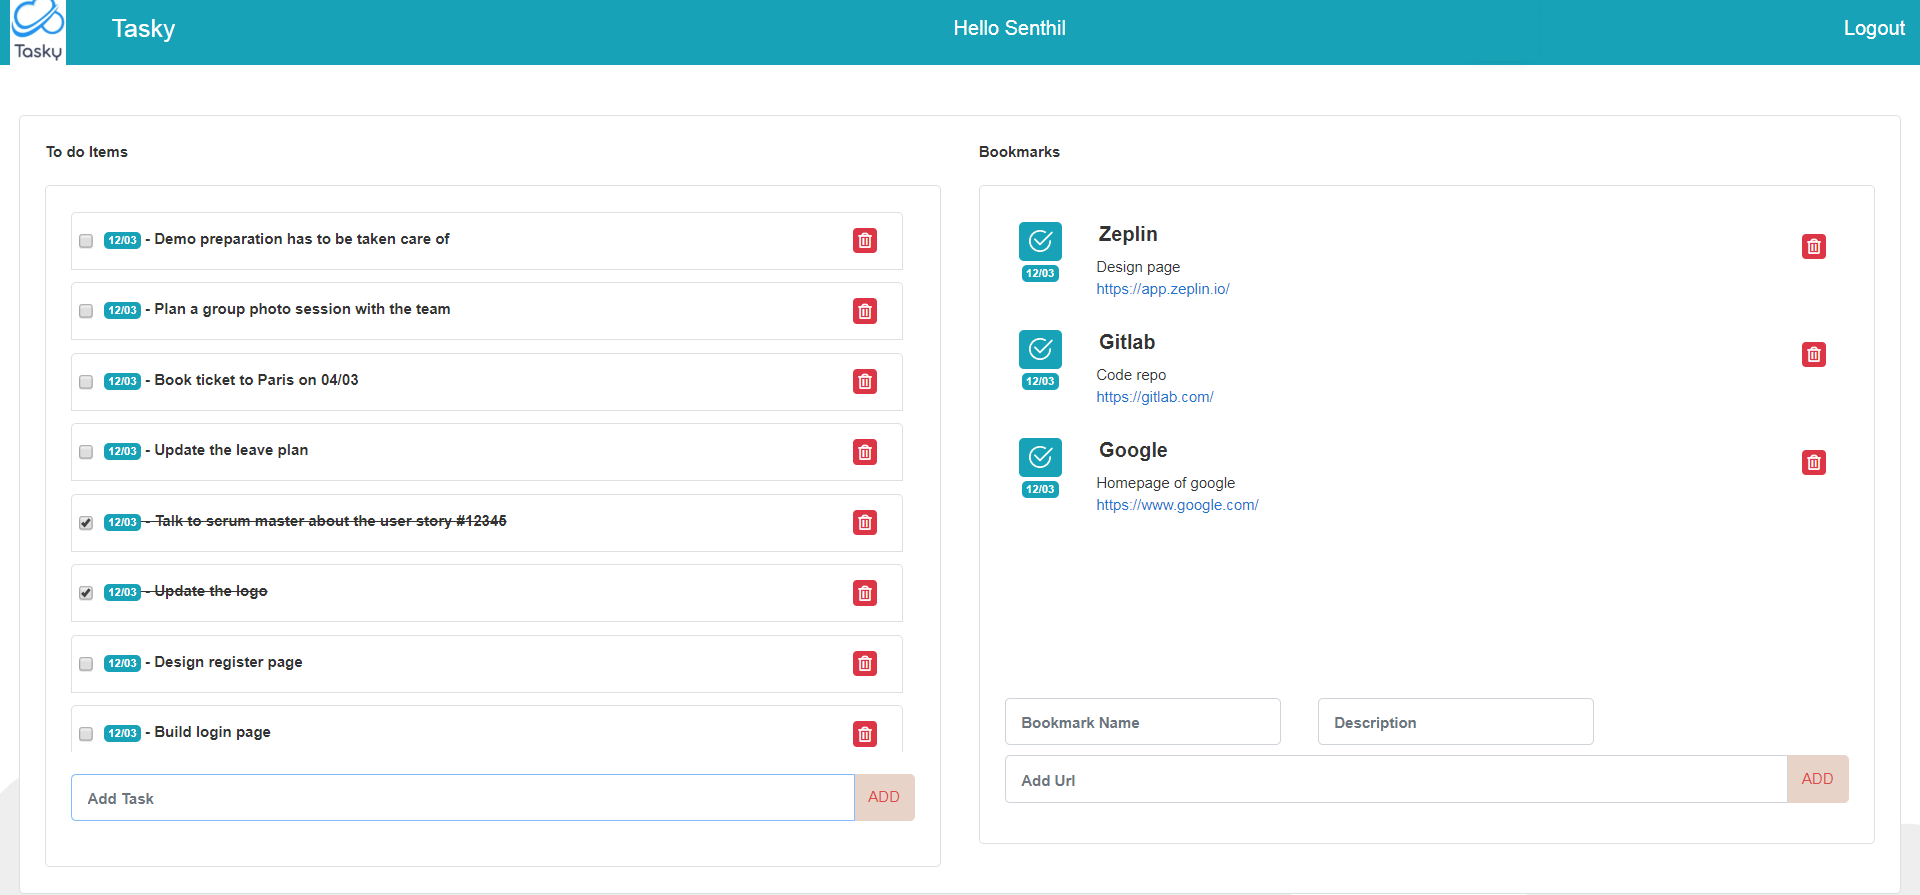 Tasky
Tasky
Hello Senthil
Logout
To do Items
12/03 - Demo preparation has to be taken care of
12/03 - Plan a group photo session with the team
12/03 - Book ticket to Paris on 04/03
12/03 - Update the leave plan
12/03 - Talk to scrum master about the user story #12345
12/03 - Update the logo
12/03 - Design register page
12/03 - Build login page
Add Task
ADD
Bookmarks
Zeplin
12/03
Design page
https://app.zeplin.io/
Gitlab
12/03
Code repo
https://gitlab.com/
Google
12/03
Homepage of google
https://www.google.com/
Bookmark Name
Description
Add Url
ADD